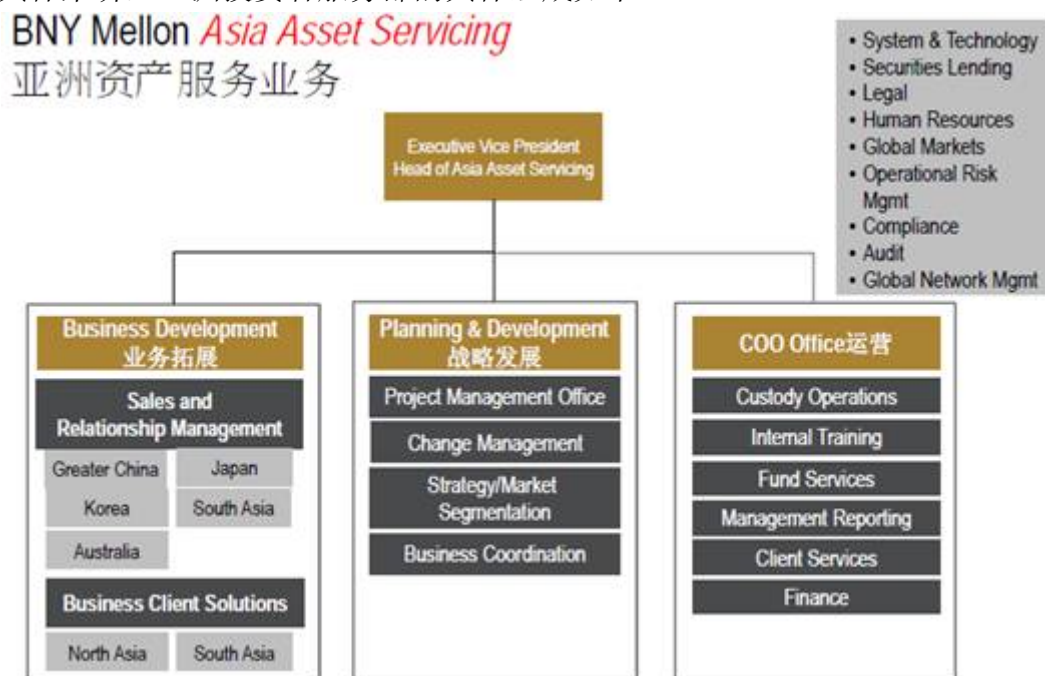 BNY Mellon Asia Asset Servicing
亚洲资产服务业务
• System & Technology
• Securities Lending
• Legal
• Human Resources
• Global Markets
• Operational Risk
Mgmt
• Compliance
• Audit
• Global Network Mgmt
Executive Vice President
Head of Asia Asset Servicing
Business Development
业务拓展
Sales and
Relationship Management
Greater China
Japan
Korea
South Asia
Australia
Business Client Solutions
North Asia
South Asia
Planning & Development
战略发展
Project Management Office
Change Management
Strategy/Market
Segmentation
Business Coordination
COO Office运营
Custody Operations
Internal Training
Fund Services
Management Reporting
Client Services
Finance